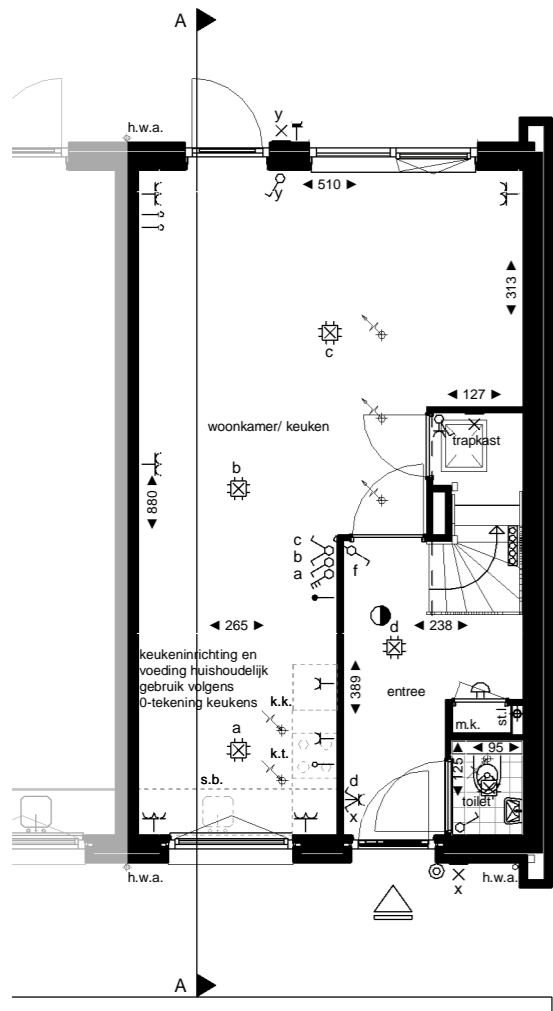 A
h.w.a.
y
y
510
313
c
127
woonkamer/ keuken
trapkast
b
880
c
b
a
f
265
d
238
keukeninrichting en
voeding huishoudelijk
gebruik volgens
0-tekening keukens
k.k.
389
entree
m.k.
st.l
a
k.t.
s.b.
95
125
toilet
d
x
h.w.a.
x
h.w.a.
A